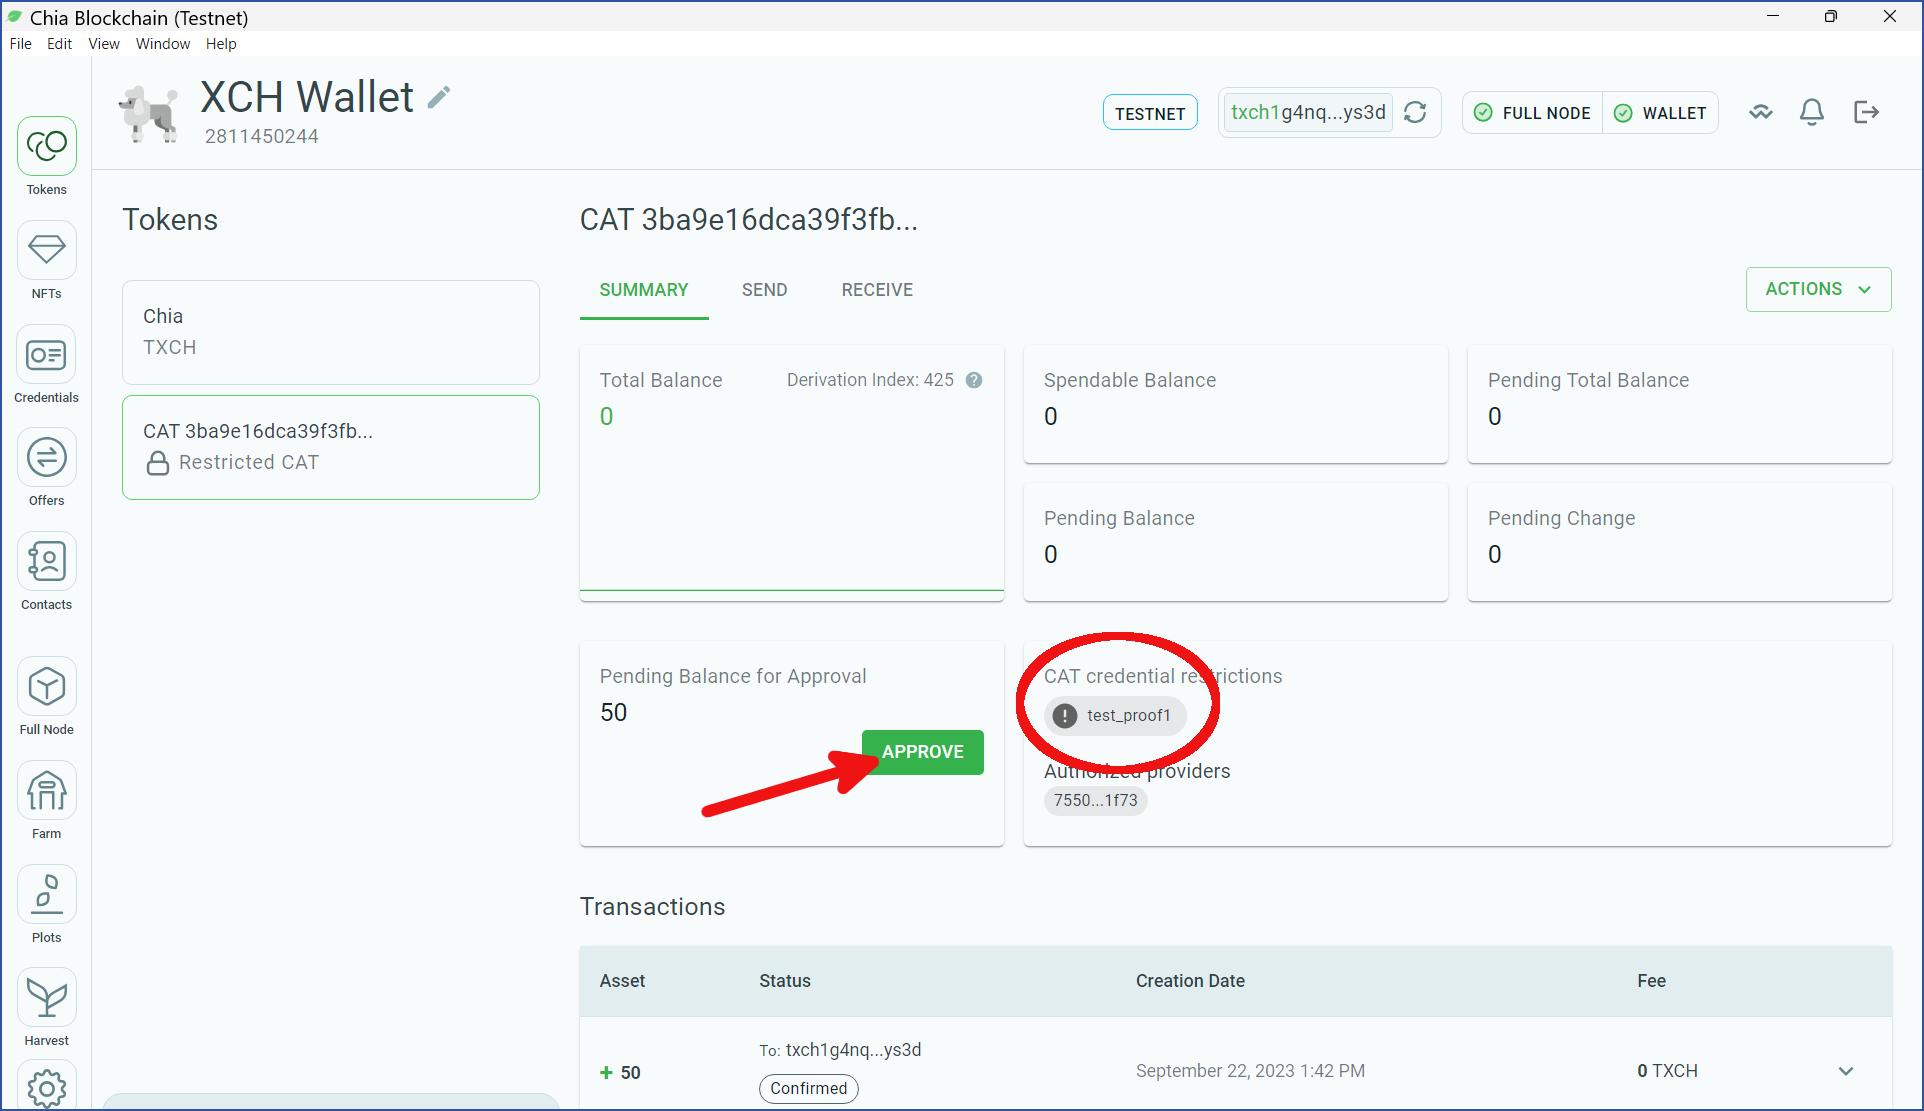 Chia Blockchain (Testnet)
File Edit View Window Help
XCH Wallet
2811450244
TESTNET
txch1g4nq...ys3d
FULL NODE
WALLET
Tokens
NFTs
Credentials
Offers
Contacts
Full Node
Farm
Plots
Harvest
Tokens
Chia
TXCH
CAT 3ba9e16dca39f3fb...
Restricted CAT
CAT 3ba9e16dca39f3fb...
SUMMARY SEND RECEIVE
ACTIONS
Total Balance
Derivation Index: 425 ?
0
Spendable Balance
0
Pending Total Balance
0
Pending Balance
0
Pending Change
0
Pending Balance for Approval
50
APPROVE
CAT credential restrictions
! test_proof1
Authorized providers
7550...1f73
Transactions
Asset Status Creation Date Fee
To: txch1g4nq...ys3d
+ 50
Confirmed
September 22, 2023 1:42 PM
0 TXCH